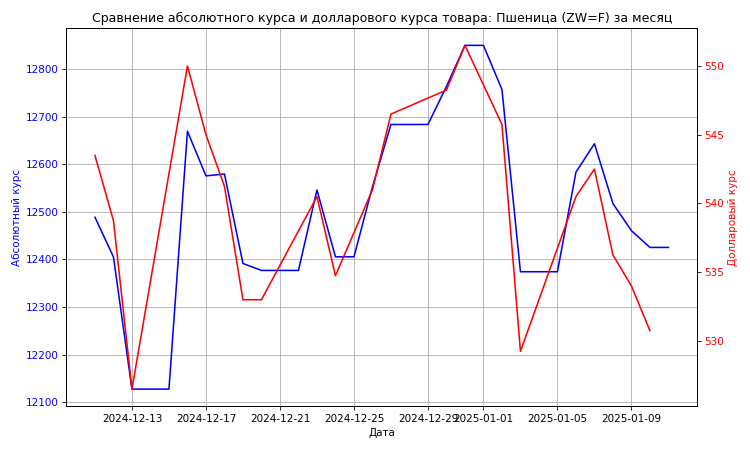 Сравнение абсолютного курса и долларового курса товара: Пшеница (ZW=F) за месяц
Абсолютный курс
12800
12700
12600
12500
12400
12300
12200
12100
550
545
540
535
530
Долларовый курс
2024-12-13 2024-12-17 2024-12-21 2024-12-25 2024-12-29 2025-01-01 2025-01-05 2025-01-09
Дата